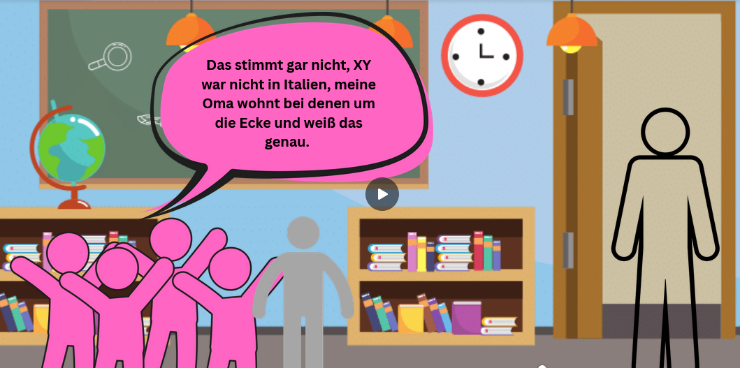 Das stimmt gar nicht, XY
war nicht in Italien, meine
Oma wohnt bei denen um
die Ecke und weiß das
genau.